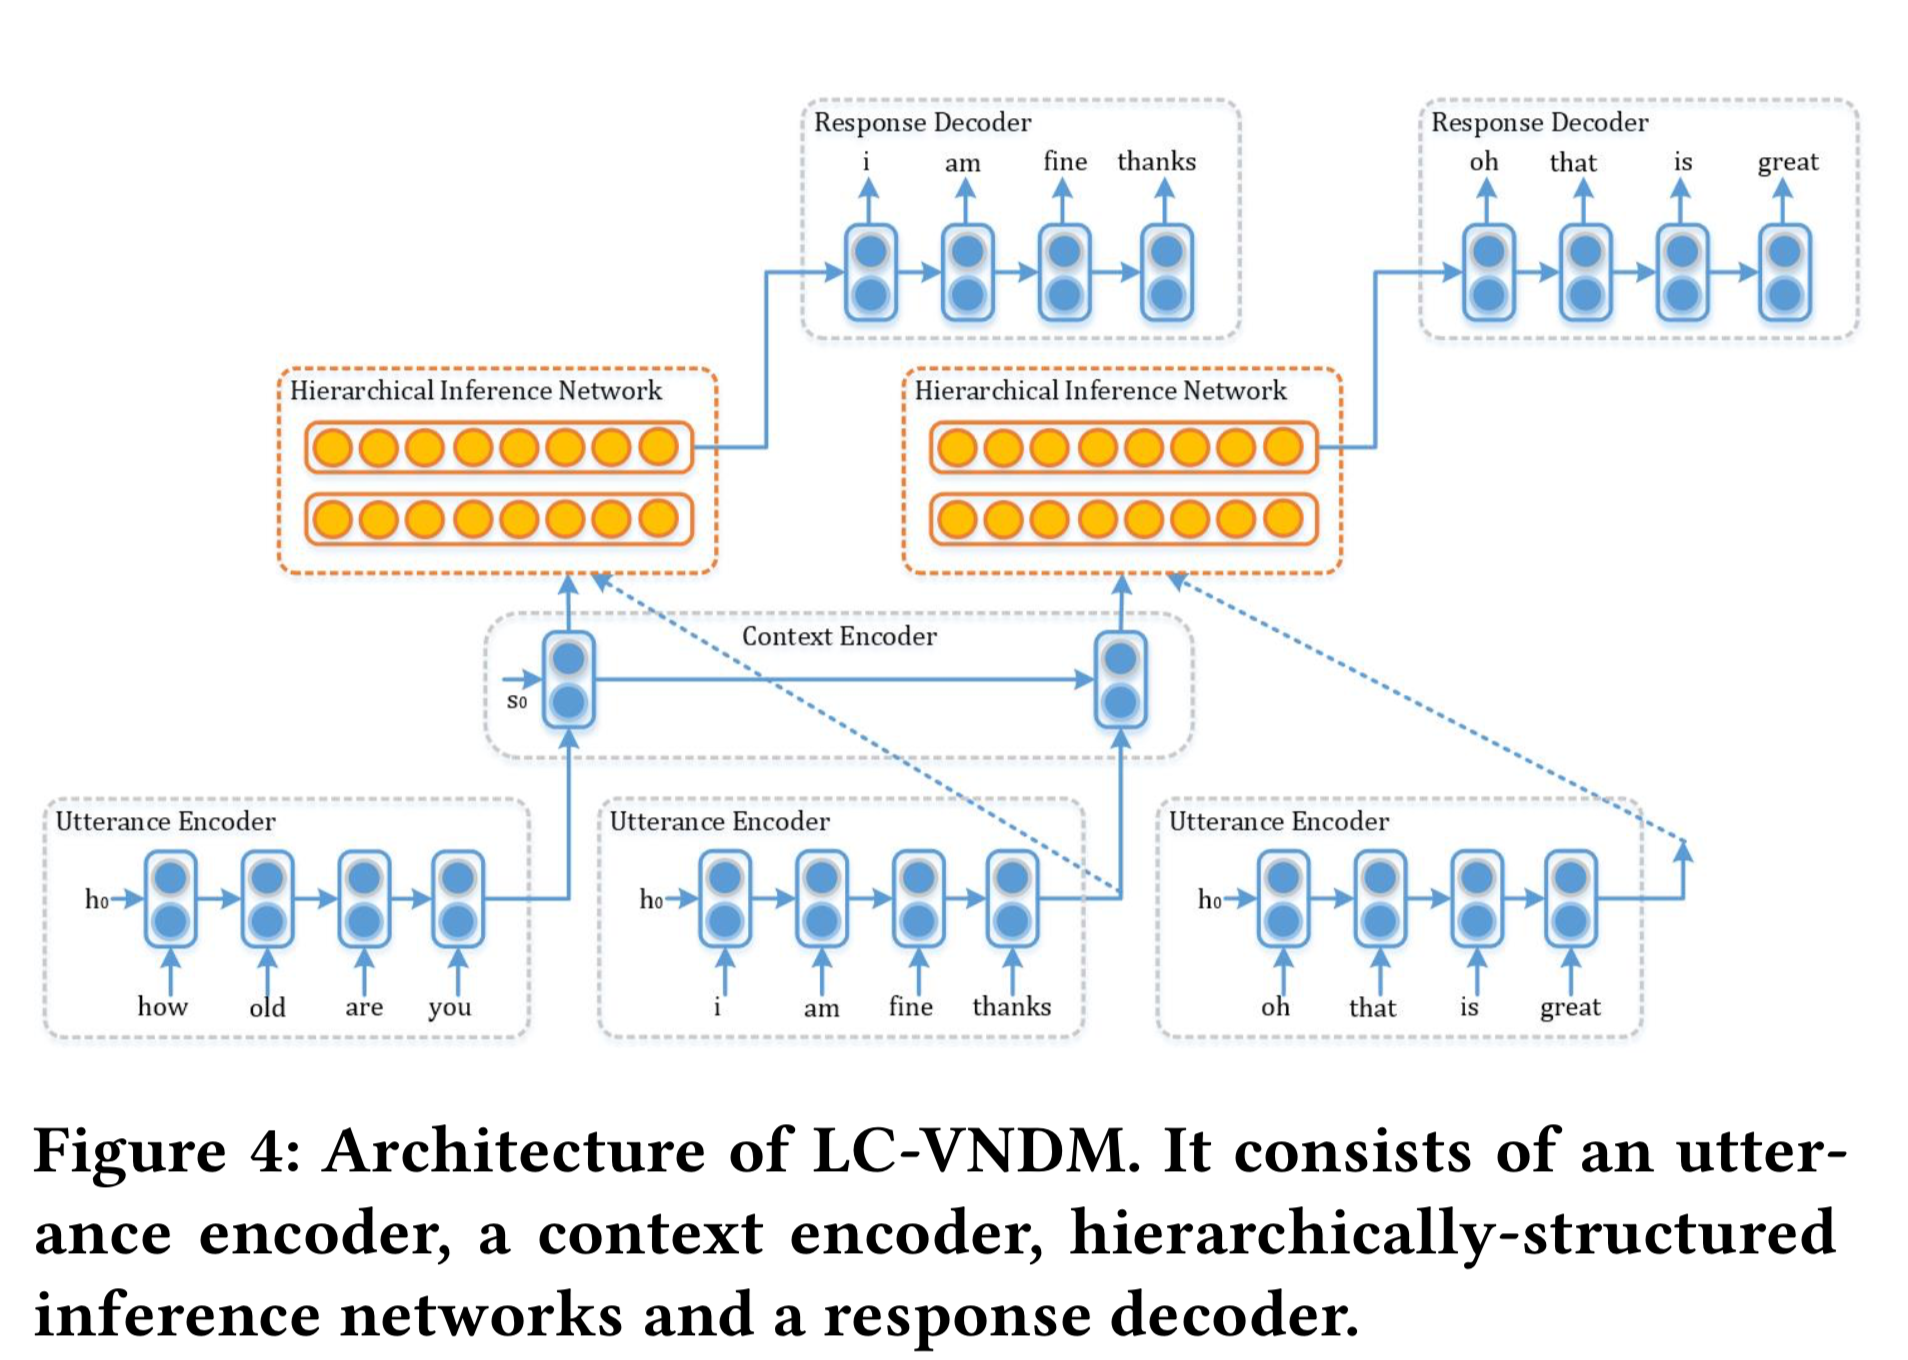 Response Decoder
i am fine thanks
Response Decoder
oh that is great
Hierarchical Inference Network
Hierarchical Inference Network
Context Encoder
s0
Utterance Encoder
h0
how old are you
Utterance Encoder
h0
i am fine thanks
Utterance Encoder
h0
oh that is great
Figure 4: Architecture of LC-VNDM. It consists of an utter-
ance encoder, a context encoder, hierarchically-structured
inference networks and a response decoder.